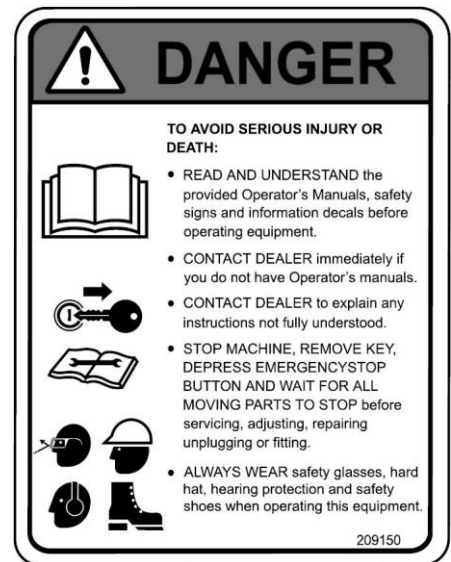 DANGER
TO AVOID SERIOUS INJURY OR
DEATH:
• READ AND UNDERSTAND the
provided Operator's Manuals, safety
signs and information decals before
operating equipment.
• CONTACT DEALER immediately if
you do not have Operator's manuals.
• CONTACT DEALER to explain any
instructions not fully understood.
• STOP MACHINE, REMOVE KEY,
DEPRESS EMERGENCYSTOP
BUTTON AND WAIT FOR ALL
MOVING PARTS TO STOP before
servicing, adjusting, repairing
unplugging or fitting.
• ALWAYS WEAR safety glasses, hard
hat, hearing protection and safety
shoes when operating this equipment.
209150